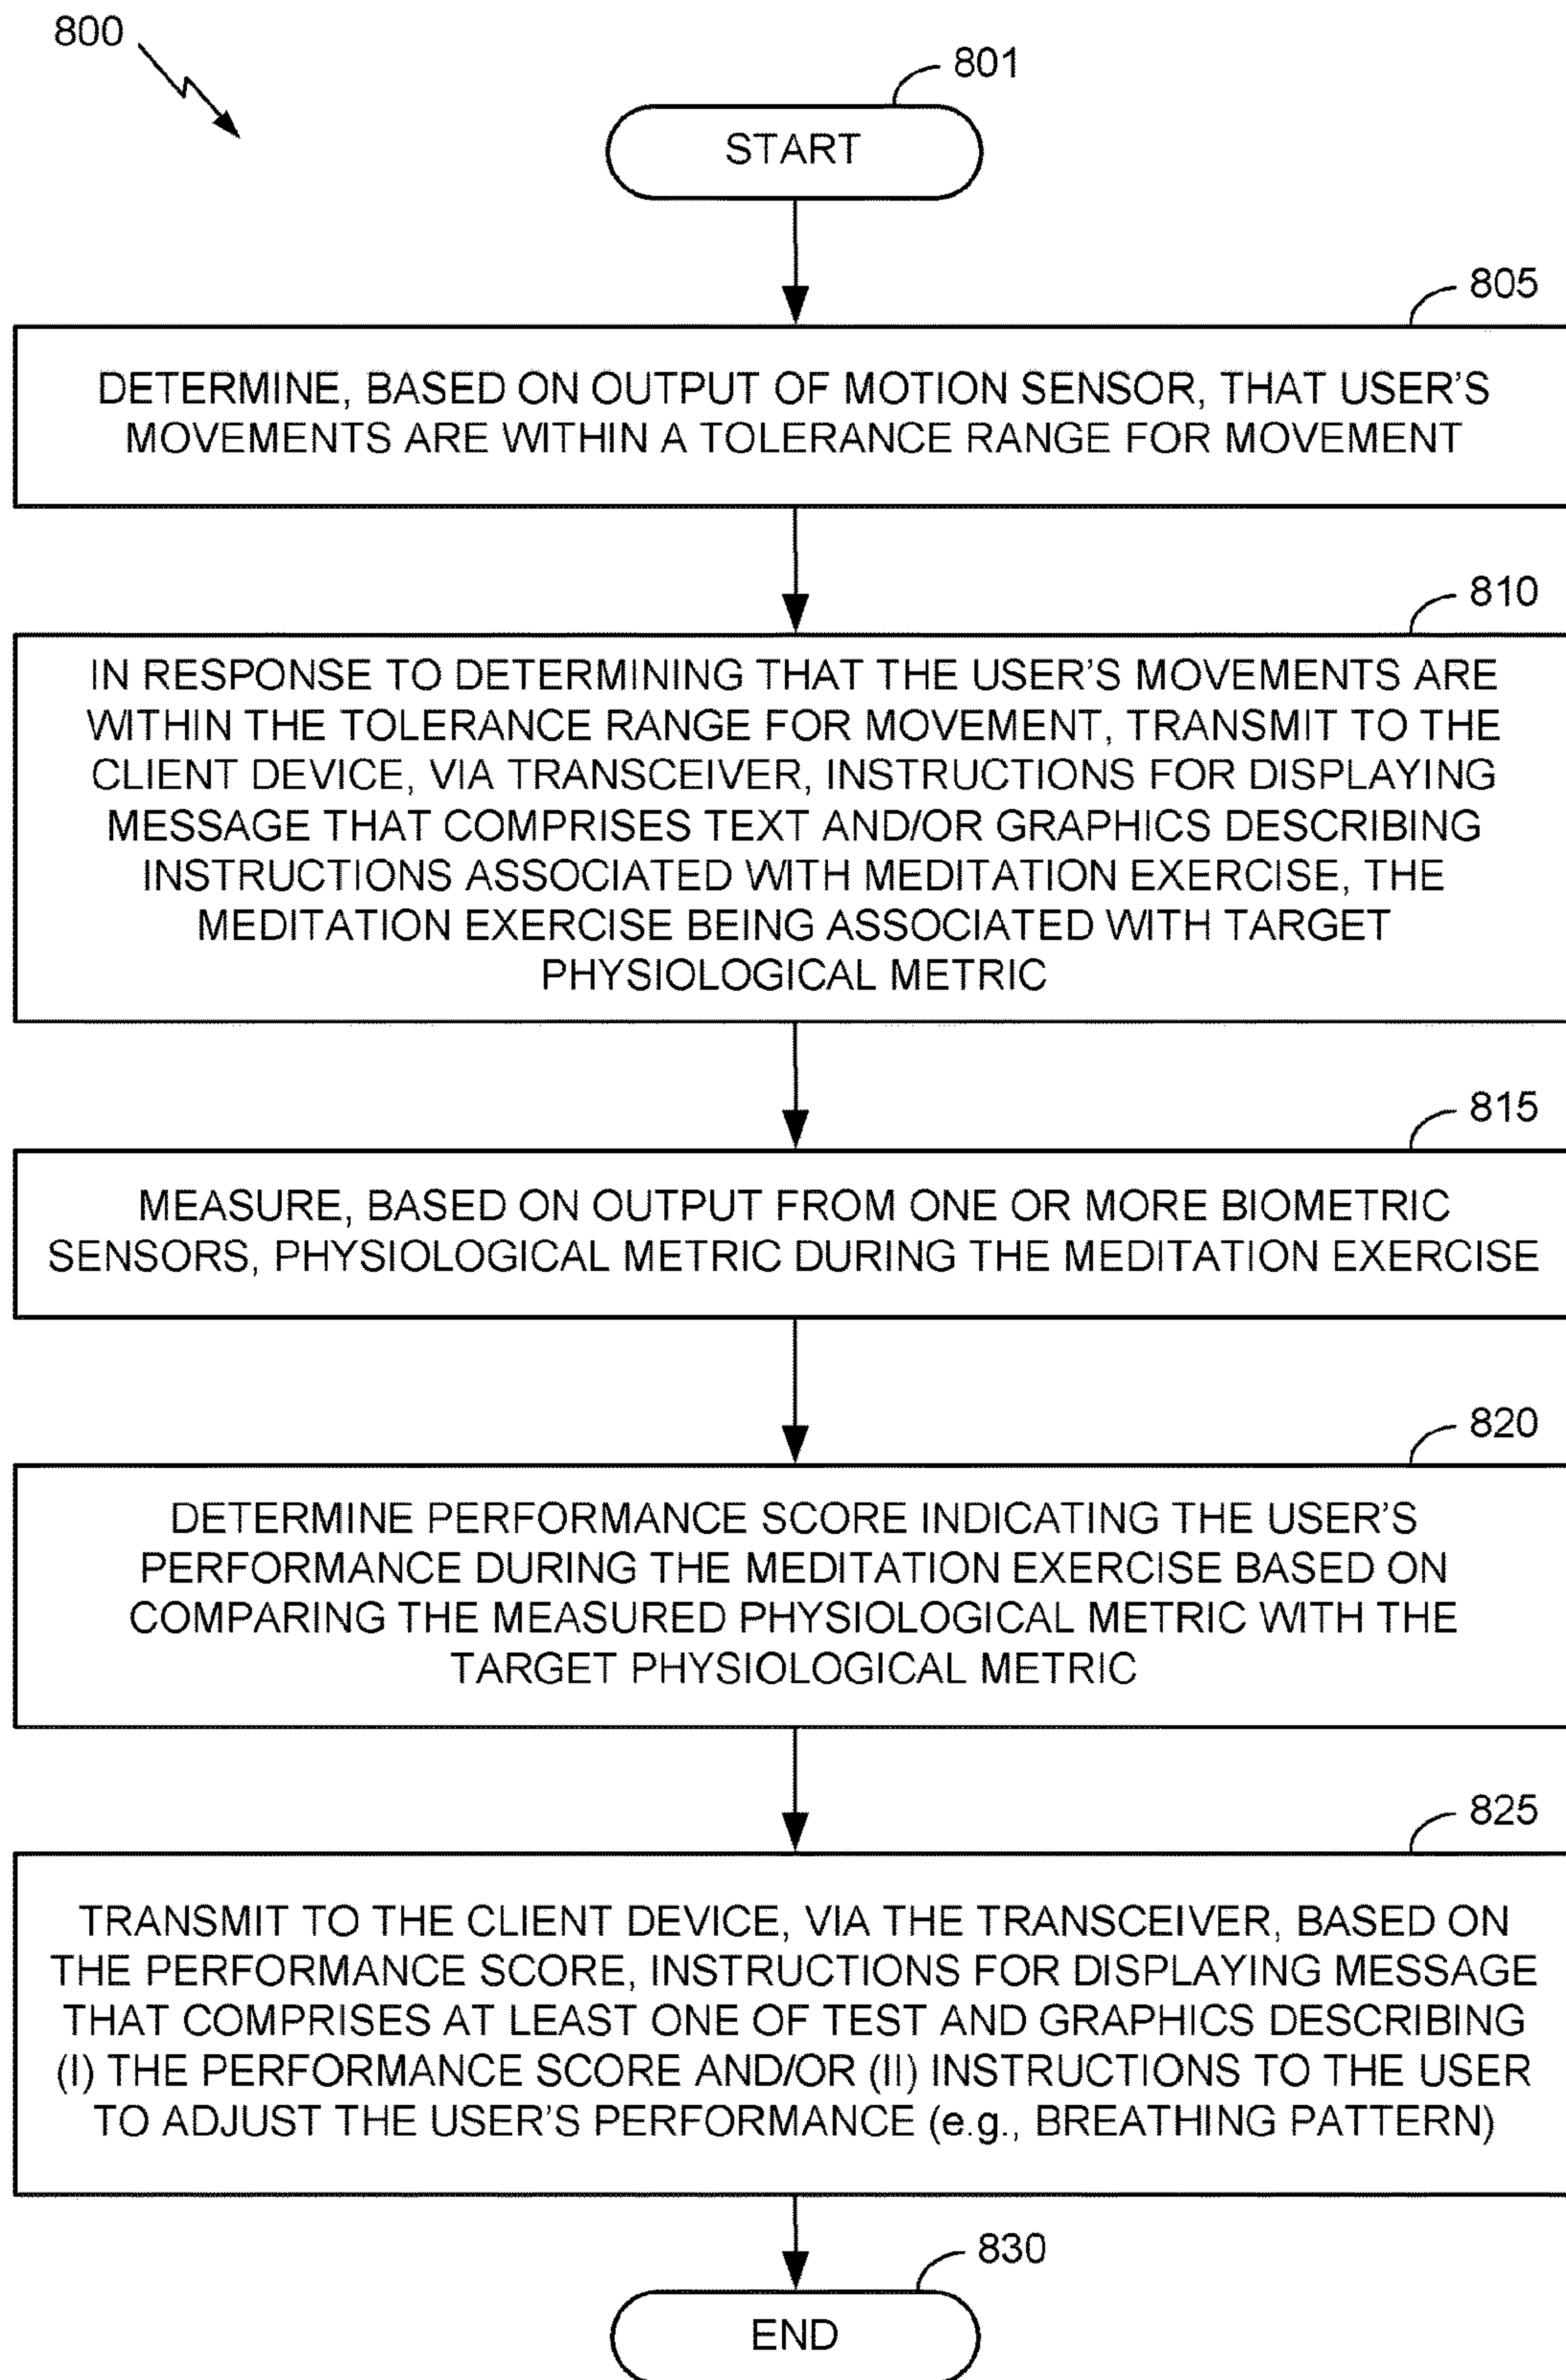 800
801
START
805
DETERMINE, BASED ON OUTPUT OF MOTION SENSOR, THAT USER'S
MOVEMENTS ARE WITHIN A TOLERANCE RANGE FOR MOVEMENT
810
IN RESPONSE TO DETERMINING THAT THE USER'S MOVEMENTS ARE
WITHIN THE TOLERANCE RANGE FOR MOVEMENT, TRANSMIT TO THE
CLIENT DEVICE, VIA TRANSCEIVER, INSTRUCTIONS FOR DISPLAYING
MESSAGE THAT COMPRISES TEXT AND/OR GRAPHICS DESCRIBING
INSTRUCTIONS ASSOCIATED WITH MEDITATION EXERCISE, THE
MEDITATION EXERCISE BEING ASSOCIATED WITH TARGET
PHYSIOLOGICAL METRIC
815
MEASURE, BASED ON OUTPUT FROM ONE OR MORE BIOMETRIC
SENSORS, PHYSIOLOGICAL METRIC DURING THE MEDITATION EXERCISE
820
DETERMINE PERFORMANCE SCORE INDICATING THE USER'S
PERFORMANCE DURING THE MEDITATION EXERCISE BASED ON
COMPARING THE MEASURED PHYSIOLOGICAL METRIC WITH THE
TARGET PHYSIOLOGICAL METRIC
825
TRANSMIT TO THE CLIENT DEVICE, VIA THE TRANSCEIVER, BASED ON
THE PERFORMANCE SCORE, INSTRUCTIONS FOR DISPLAYING MESSAGE
THAT COMPRISES AT LEAST ONE OF TEST AND GRAPHICS DESCRIBING
(I) THE PERFORMANCE SCORE AND/OR (II) INSTRUCTIONS TO THE USER
TO ADJUST THE USER'S PERFORMANCE (e.g., BREATHING PATTERN)
830
END